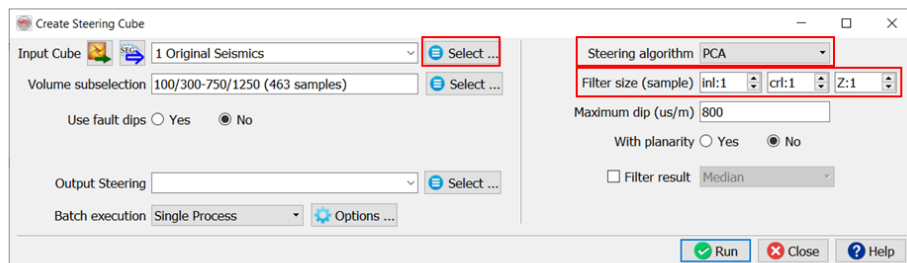 Create Steering Cube
Input Cube SEG 1 Original Seismics Select ...
Volume subselection 100/300-750/1250 (463 samples) Select ...
Use fault dips Yes No
Output Steering Select ...
Batch execution Single Process Options ...
Steering algorithm PCA
Filter size (sample) inl:1 crl:1 Z:1
Maximum dip (us/m) 800
With planarity Yes No
Filter result Median
Run Close Help